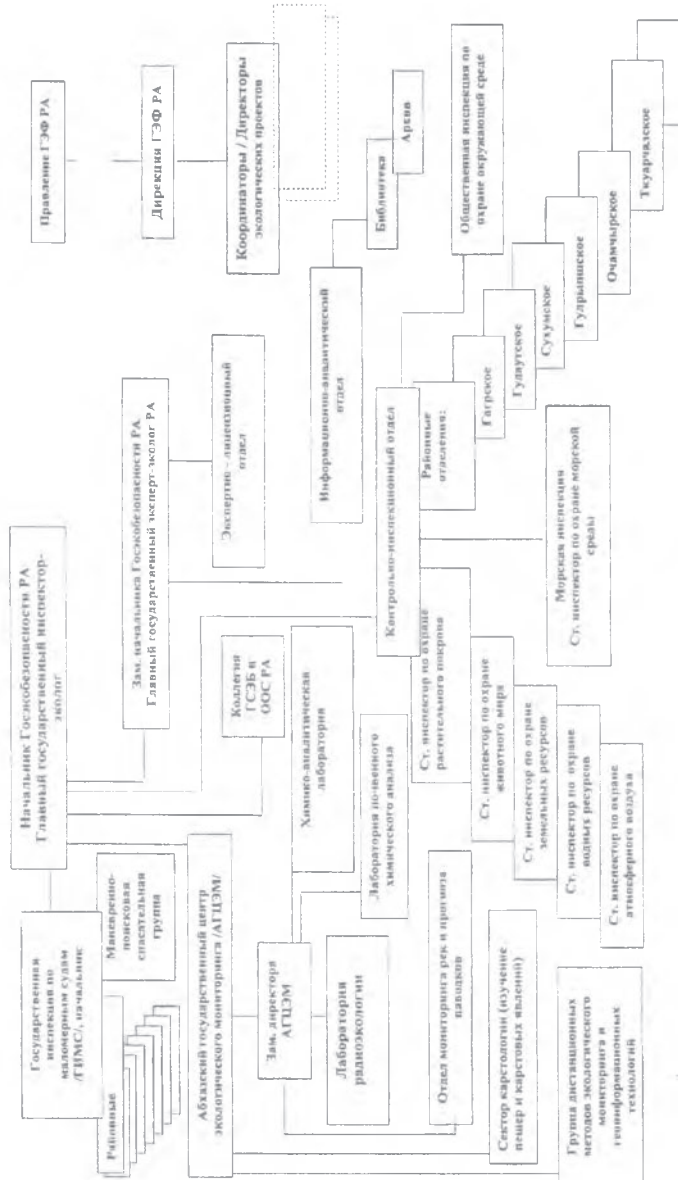 Начальник Госэкобезопасности РА
Главный государственный инспектор-
эколог
Государственная
инспекция по
маломерным судам
/ГИМС/, начальник
Районные
Маневренно-
поисковая
спасательная
группа
Зам. начальника Госэкобезопасности РА.
Главный государственный эксперт-эколог РА
Коллегия
ГСЭБ и
ООС РА
Экспертно - лицензионный
отдел
Правление ГЭФ РА
Дирекция ГЭФ РА
Координаторы / Директоры
экологических проектов
Абхазский государственный центр
экологического мониторинга /АГЦЭМ/
Зам. директора
АГЦЭМ
Химико-аналитическая
лаборатория
Лаборатория
радиоэкологии
Лаборатория почвенного
химического анализа
Отдел мониторинга рек и прогноза
паводков
Сектор карстологии (изучение
пещер и карстовых явлений)
Группа дистанционных
методов экологического
мониторинга и
геоинформационных
технологий
Информационно-аналитический
отдел
Библиотека
Архив
Контрольно-инспекционный отдел
Ст. инспектор по охране
растительного покрова
Ст. инспектор по охране
животного мира
Ст. инспектор по охране
земельных ресурсов
Ст. инспектор по охране
водных ресурсов
Ст. инспектор по охране
атмосферного воздуха
Морская инспекция
Ст. инспектор по охране морской
среды
Районные
отделения:
Гагрское
Гудаутское
Сухумское
Гулрыпшское
Очамчырское
Ткуарчалское
Общественная инспекция по
охране окружающей среде